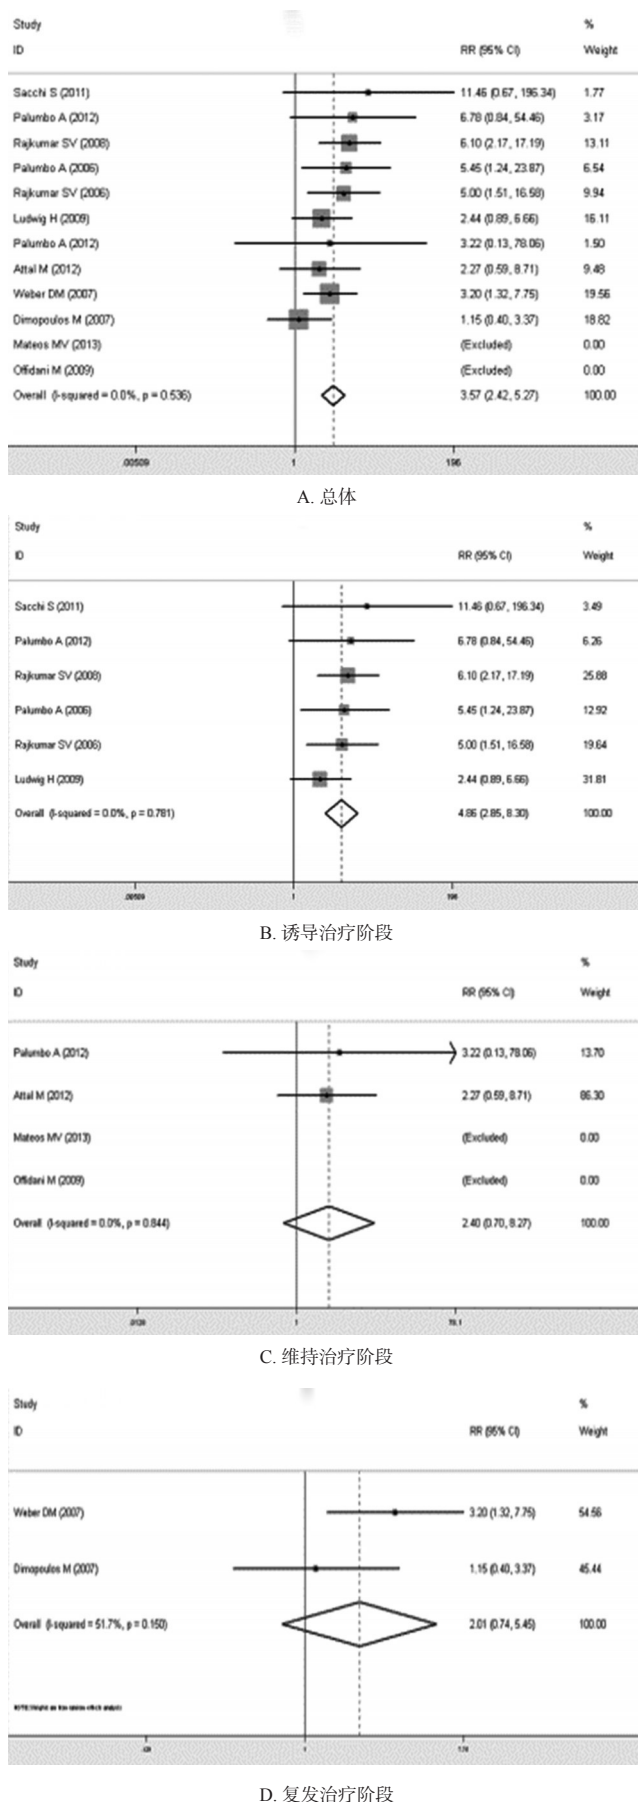 Study %
ID RR (95% CI) Weight
Sacchi S (2011) 11.46 (0.67, 196.34) 1.77
Palumbo A (2012) 6.78 (0.84, 54.46) 3.17
Rajkumar SV (2008) 6.10 (2.17, 17.19) 13.11
Palumbo A (2006) 5.45 (1.24, 23.87) 6.54
Rajkumar SV (2006) 5.00 (1.51, 16.58) 9.94
Ludwig H (2009) 2.44 (0.89, 6.66) 16.11
Palumbo A (2012) 3.22 (0.13, 78.06) 1.50
Attal M (2012) 2.27 (0.59, 8.71) 9.48
Weber DM (2007) 3.20 (1.32, 7.75) 19.56
Dimopoulos M (2007) 1.15 (0.40, 3.37) 18.82
Mateos MV (2013) (Excluded) 0.00
Offidani M (2009) (Excluded) 0.00
Overall (I-squared = 0.0%, p = 0.536) 3.57 (2.42, 5.27) 100.00
.00509 1 196
A. 总体
Study %
ID RR (95% CI) Weight
Sacchi S (2011) 11.46 (0.67, 196.34) 3.49
Palumbo A (2012) 6.78 (0.84, 54.46) 6.26
Rajkumar SV (2008) 6.10 (2.17, 17.19) 25.88
Palumbo A (2006) 5.45 (1.24, 23.87) 12.92
Rajkumar SV (2006) 5.00 (1.51, 16.58) 19.64
Ludwig H (2009) 2.44 (0.89, 6.66) 31.81
Overall (I-squared = 0.0%, p = 0.781) 4.86 (2.85, 8.30) 100.00
.00509 1 196
B. 诱导治疗阶段
Study %
ID RR (95% CI) Weight
Palumbo A (2012) 3.22 (0.13, 78.06) 13.70
Attal M (2012) 2.27 (0.59, 8.71) 86.30
Mateos MV (2013) (Excluded) 0.00
Offidani M (2009) (Excluded) 0.00
Overall (I-squared = 0.0%, p = 0.844) 2.40 (0.70, 8.27) 100.00
.0128 1 78.1
C. 维持治疗阶段
Study %
ID RR (95% CI) Weight
Weber DM (2007) 3.20 (1.32, 7.75) 54.56
Dimopoulos M (2007) 1.15 (0.40, 3.37) 45.44
Overall (I-squared = 51.7%, p = 0.150) 2.01 (0.74, 5.45) 100.00
NOTE: Weights are from random effects analysis
1
D. 复发治疗阶段